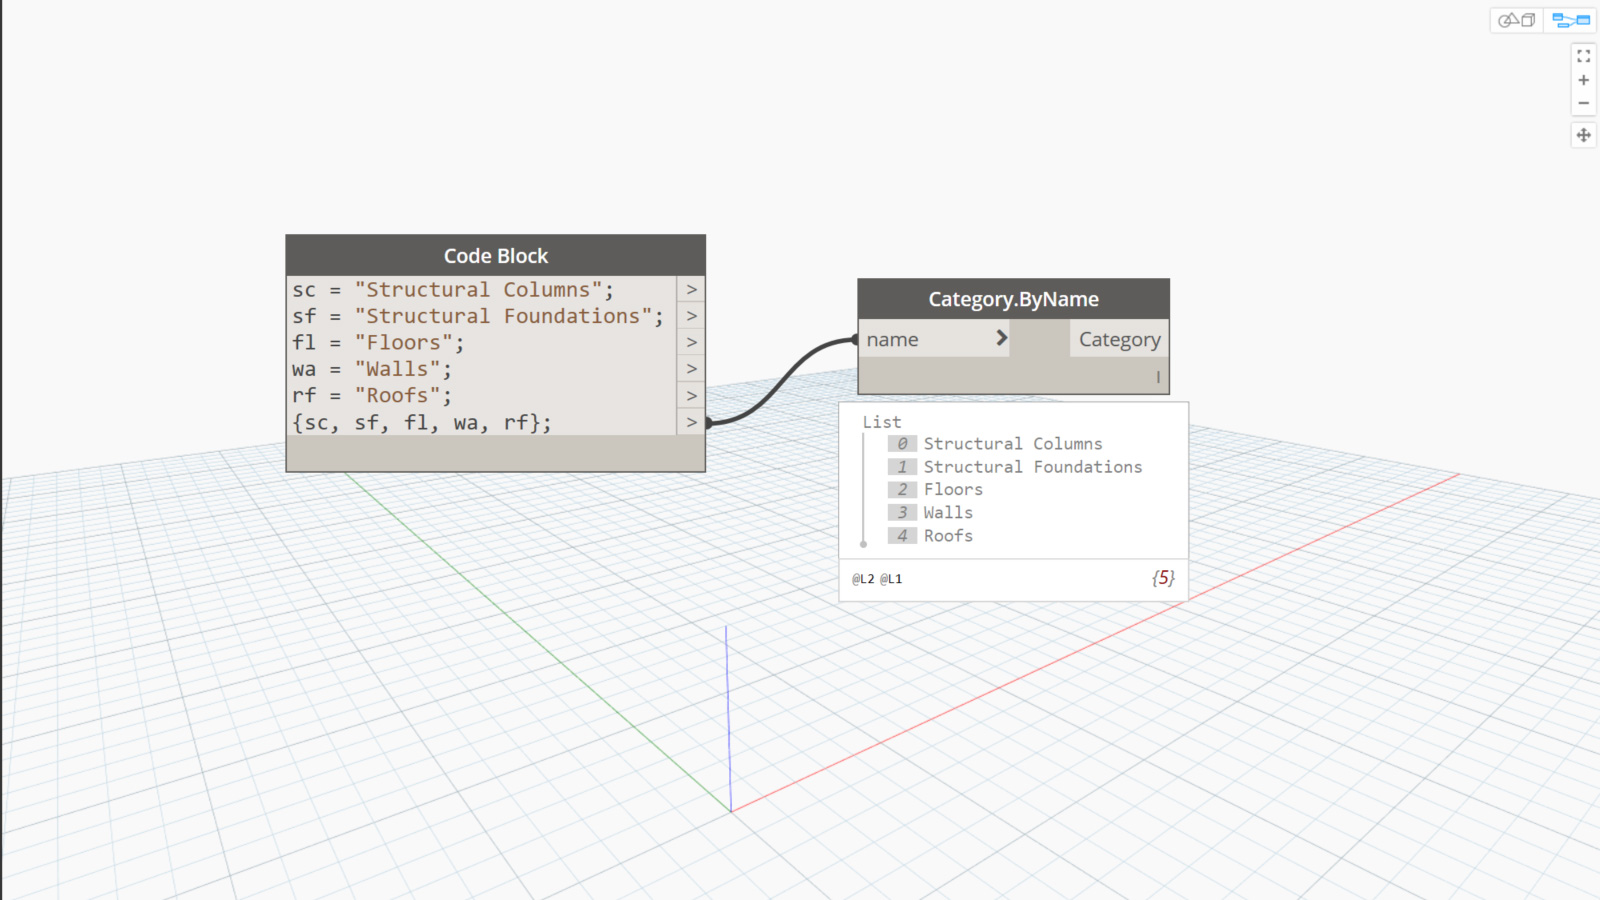 Code Block
sc = "Structural Columns"; >
sf = "Structural Foundations"; >
fl = "Floors"; >
wa = "Walls"; >
rf = "Roofs"; >
{sc, sf, fl, wa, rf}; >
Category.ByName
name > Category
l
List
0 Structural Columns
1 Structural Foundations
2 Floors
3 Walls
4 Roofs
@L2 @L1 {5}